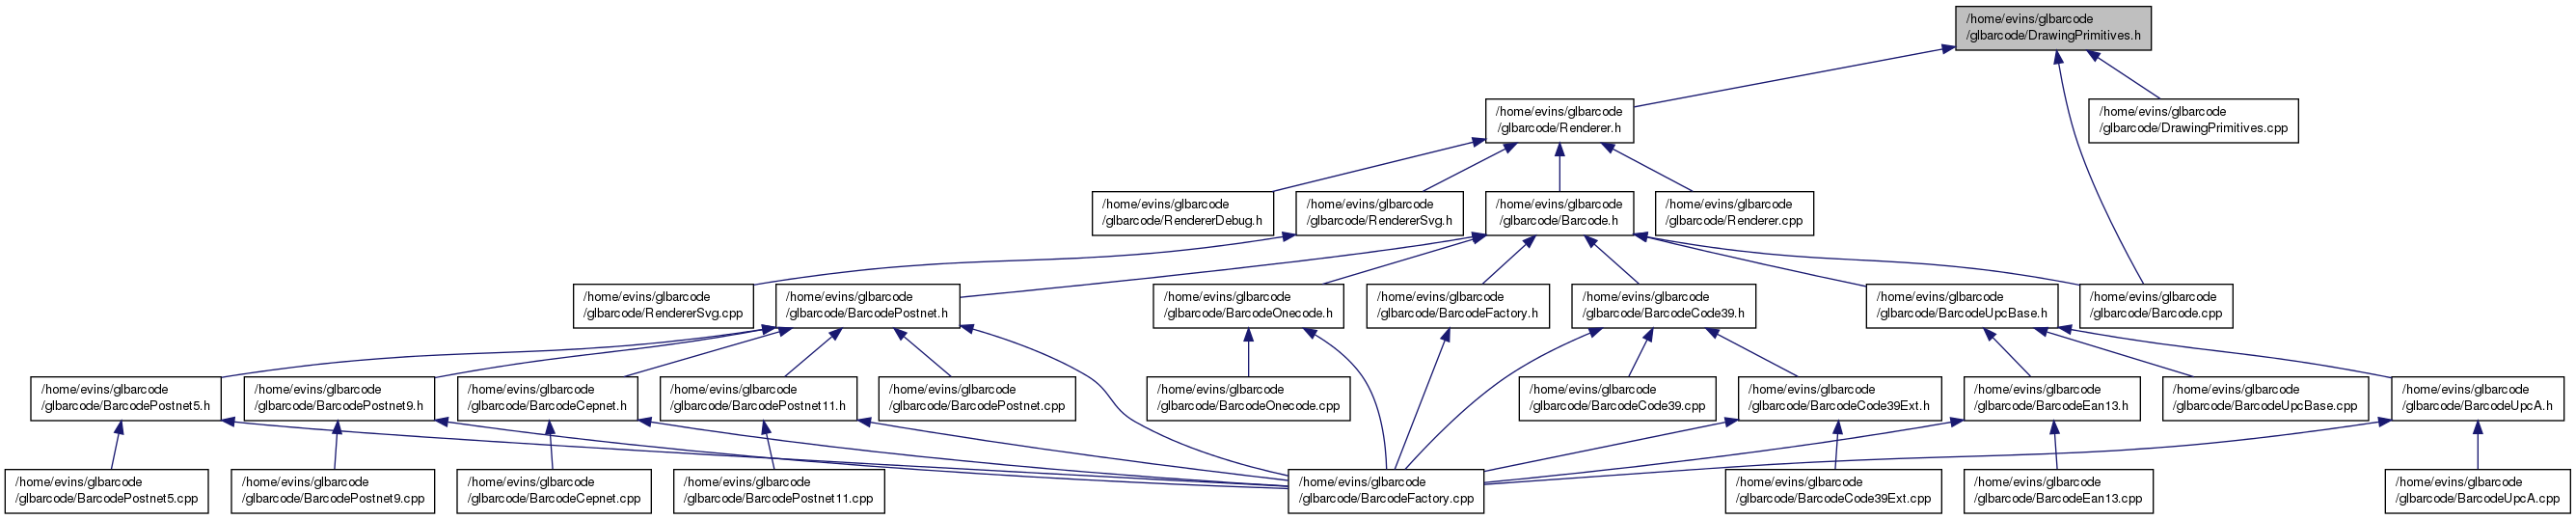 /home/evins/glbarcode
/glbarcode/DrawingPrimitives.h
/home/evins/glbarcode
/glbarcode/Renderer.h
/home/evins/glbarcode
/glbarcode/DrawingPrimitives.cpp
/home/evins/glbarcode
/glbarcode/RendererDebug.h
/home/evins/glbarcode
/glbarcode/RendererSvg.h
/home/evins/glbarcode
/glbarcode/Barcode.h
/home/evins/glbarcode
/glbarcode/Renderer.cpp
/home/evins/glbarcode
/glbarcode/RendererSvg.cpp
/home/evins/glbarcode
/glbarcode/BarcodePostnet.h
/home/evins/glbarcode
/glbarcode/BarcodeOnecode.h
/home/evins/glbarcode
/glbarcode/BarcodeFactory.h
/home/evins/glbarcode
/glbarcode/BarcodeCode39.h
/home/evins/glbarcode
/glbarcode/BarcodeUpcBase.h
/home/evins/glbarcode
/glbarcode/Barcode.cpp
/home/evins/glbarcode
/glbarcode/BarcodePostnet5.h
/home/evins/glbarcode
/glbarcode/BarcodePostnet9.h
/home/evins/glbarcode
/glbarcode/BarcodeCepnet.h
/home/evins/glbarcode
/glbarcode/BarcodePostnet11.h
/home/evins/glbarcode
/glbarcode/BarcodePostnet.cpp
/home/evins/glbarcode
/glbarcode/BarcodeOnecode.cpp
/home/evins/glbarcode
/glbarcode/BarcodeCode39.cpp
/home/evins/glbarcode
/glbarcode/BarcodeCode39Ext.h
/home/evins/glbarcode
/glbarcode/BarcodeEan13.h
/home/evins/glbarcode
/glbarcode/BarcodeUpcBase.cpp
/home/evins/glbarcode
/glbarcode/BarcodeUpcA.h
/home/evins/glbarcode
/glbarcode/BarcodePostnet5.cpp
/home/evins/glbarcode
/glbarcode/BarcodePostnet9.cpp
/home/evins/glbarcode
/glbarcode/BarcodeCepnet.cpp
/home/evins/glbarcode
/glbarcode/BarcodePostnet11.cpp
/home/evins/glbarcode
/glbarcode/BarcodeFactory.cpp
/home/evins/glbarcode
/glbarcode/BarcodeCode39Ext.cpp
/home/evins/glbarcode
/glbarcode/BarcodeEan13.cpp
/home/evins/glbarcode
/glbarcode/BarcodeUpcA.cpp